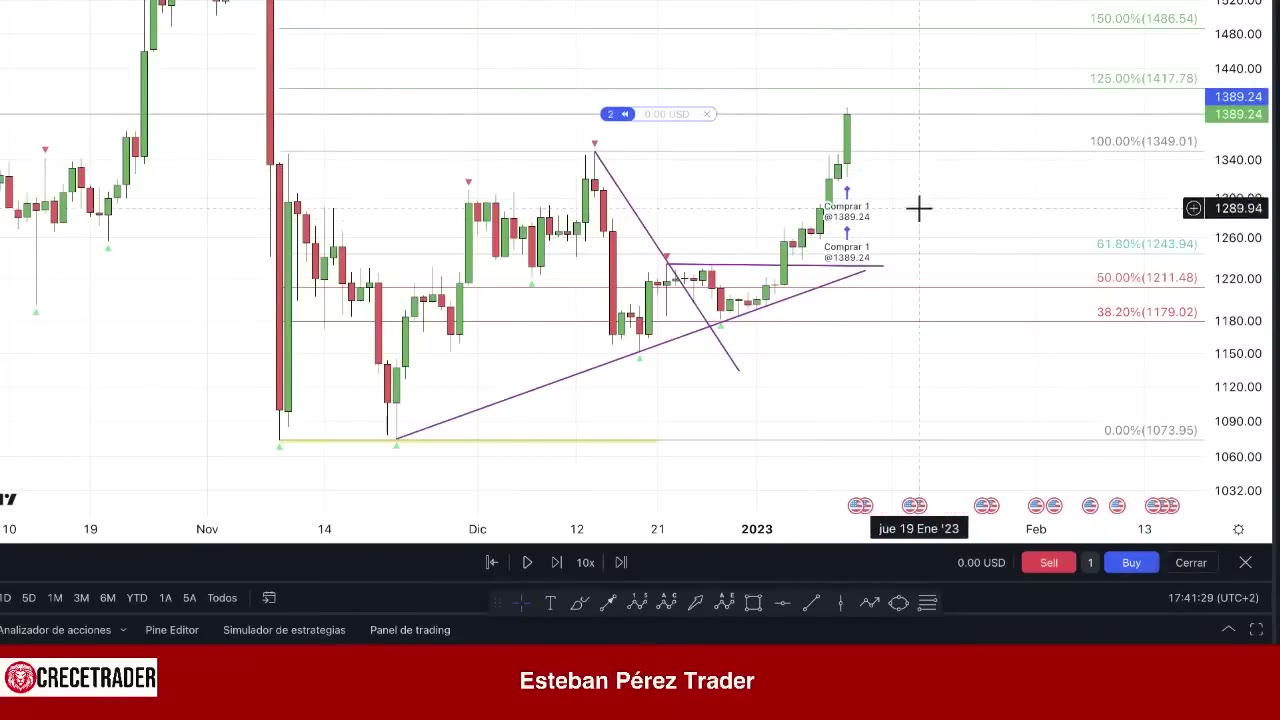 1520.00
150.00%(1486.54)
1480.00
1440.00
125.00%(1417.78)
1389.24
2 0.00 USD
1389.24
100.00%(1349.01)
1340.00
1300.00
Comprar 1
@1389.24
1289.94
Comprar 1
@1389.24
61.80%(1243.94)
1260.00
50.00%(1211.48)
1220.00
38.20%(1179.02)
1180.00
1150.00
1120.00
1090.00
0.00%(1073.95)
1060.00
1032.00
10 19 Nov 14 Dic 12 21 2023 jue 19 Ene '23 Feb 13
10x 0.00 USD Sell 1 Buy Cerrar
1D 5D 1M 3M 6M YTD 1A 5A Todos 17:41:29 (UTC+2)
Analizador de acciones Pine Editor Simulador de estrategias Panel de trading
CRECETRADER
Esteban Pérez Trader